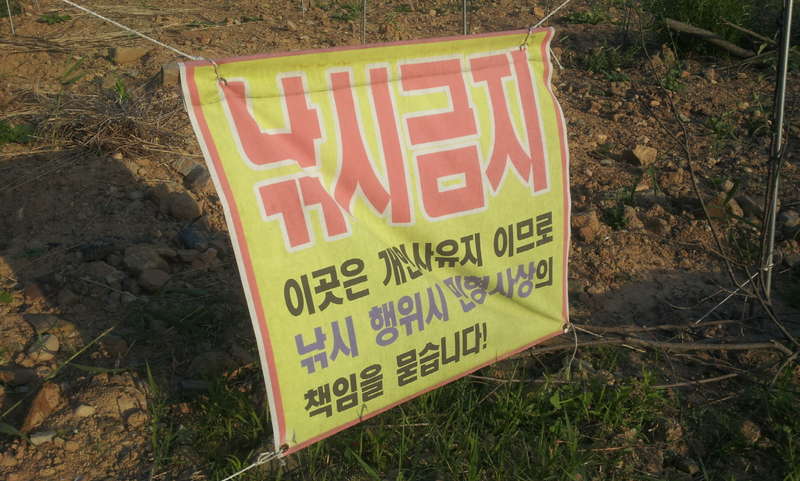 낚시금지
이곳은 개인사유지 이므로
낚시 행위시 민형사상의
책임을 묻습니다!